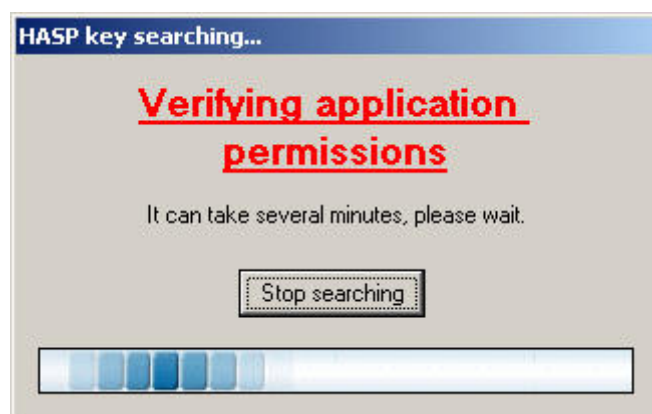 HASP key searching...
Verifying application
permissions
It can take several minutes, please wait.
Stop searching